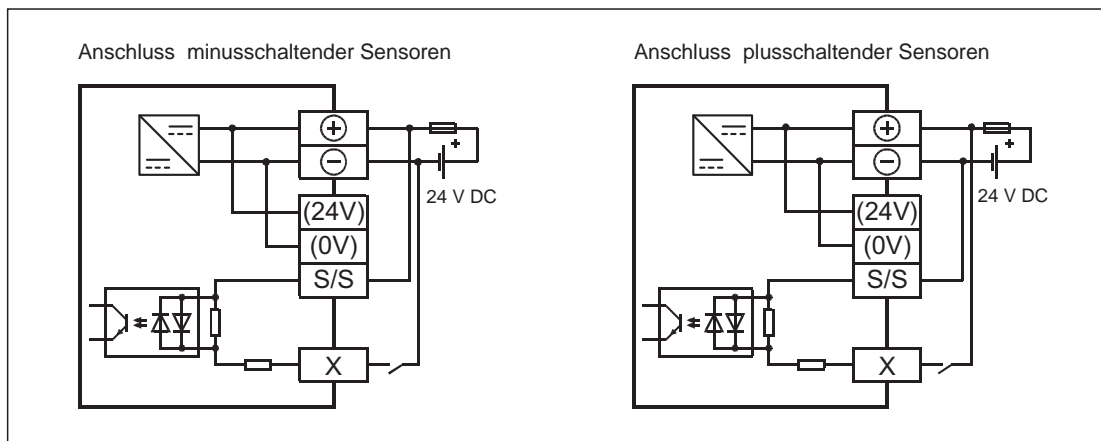 Anschluss minusschaltender Sensoren
+
−
+
24 V DC
(24V)
(0V)
S/S
X
Anschluss plusschaltender Sensoren
+
−
+
24 V DC
(24V)
(0V)
S/S
X